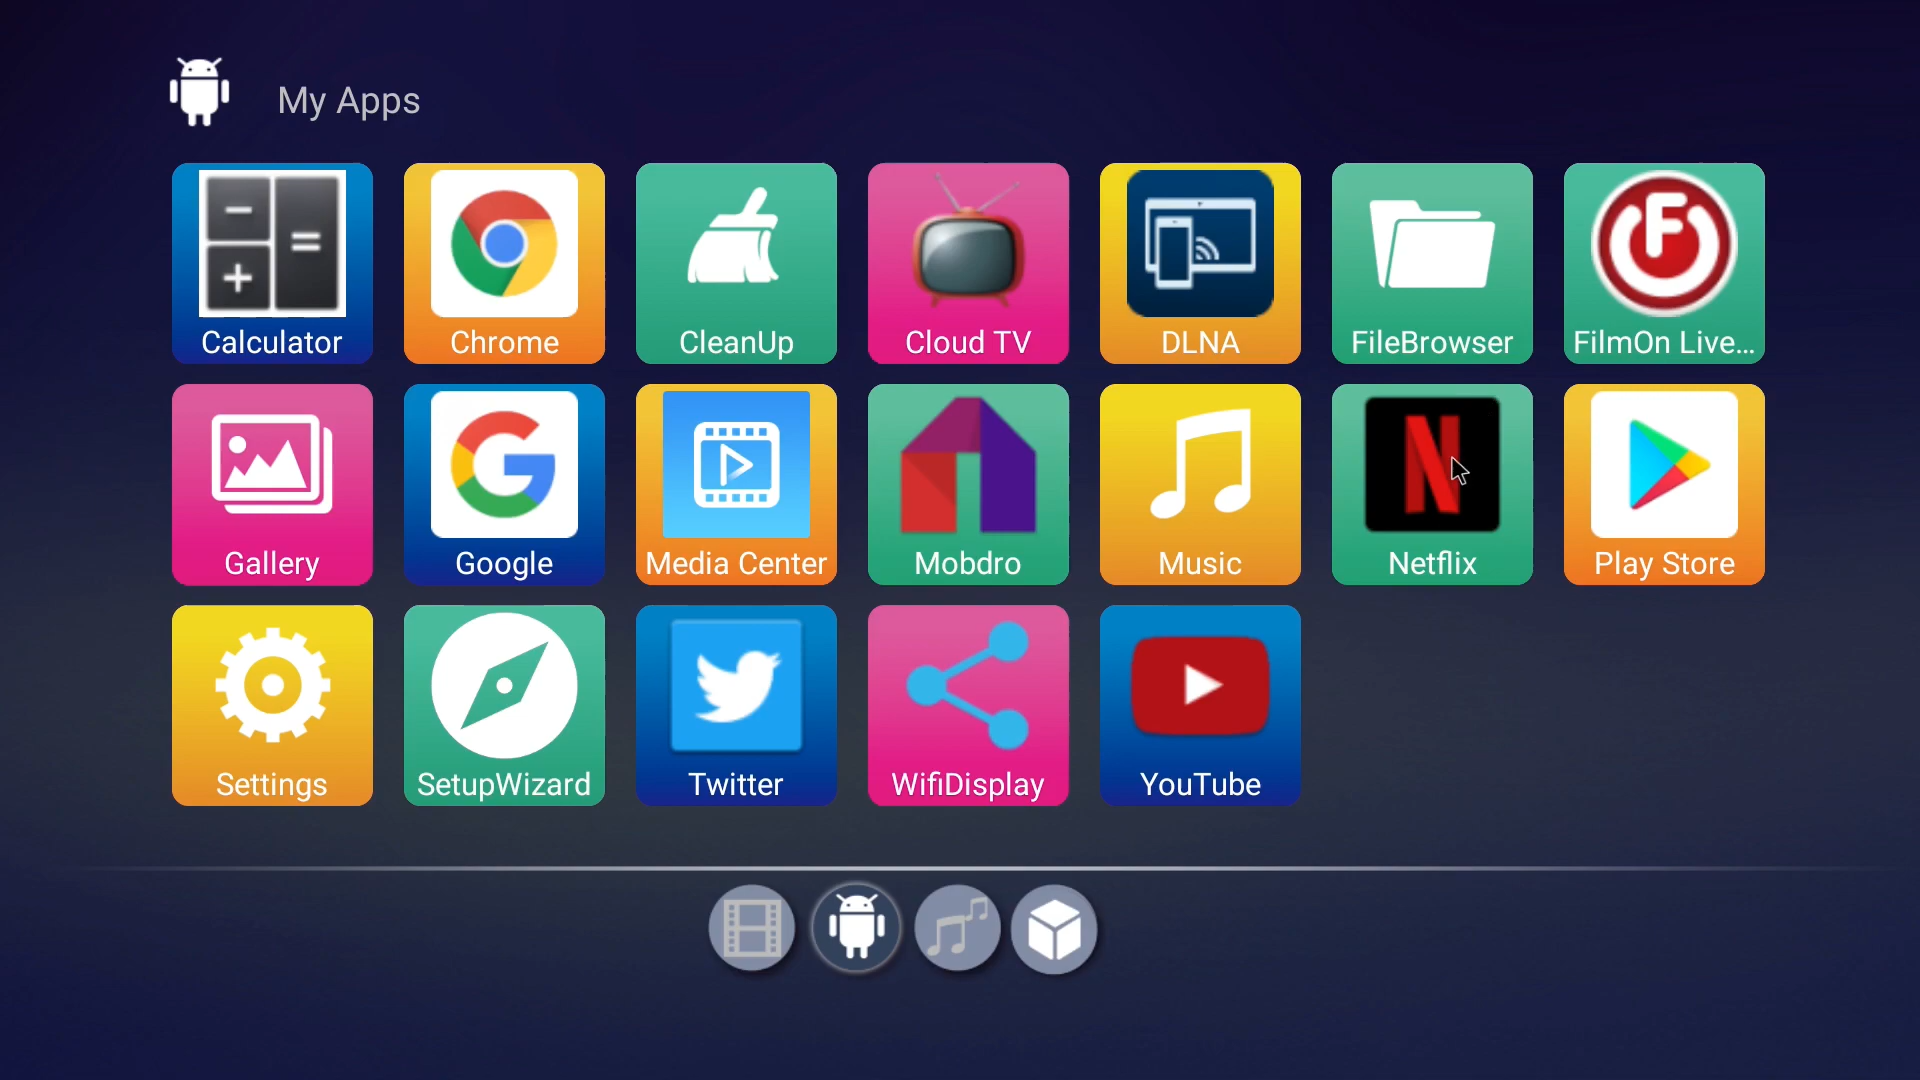 My Apps
Calculator
Chrome
CleanUp
Cloud TV
DLNA
FileBrowser
FilmOn Live...
Gallery
Google
Media Center
Mobdro
Music
Netflix
Play Store
Settings
SetupWizard
Twitter
WifiDisplay
YouTube